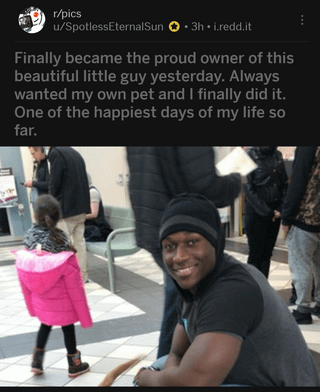 r/pics
u/SpotlessEternalSun • 3h • i.redd.it
Finally became the proud owner of this
beautiful little guy yesterday. Always
wanted my own pet and I finally did it.
One of the happiest days of my life so
far.